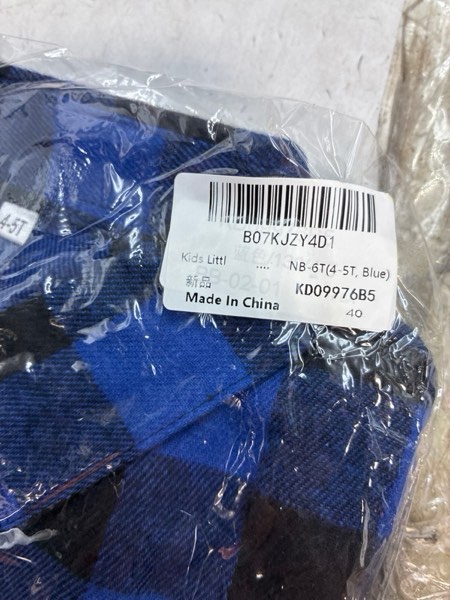 4-5T
B07KJZY4D1
Kids Littl .... NB-6T(4-5T, Blue)
新品 KD09976B5
Made In China 40